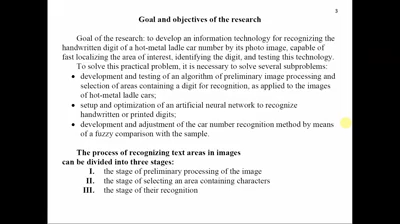 3
Goal and objectives of the research
Goal of the research: to develop an information technology for recognizing the
handwritten digit of a hot-metal ladle car number by its photo image, capable of
fast localizing the area of interest, identifying the digit, and testing this technology.
To solve this practical problem, it is necessary to solve several subproblems:
• development and testing of an algorithm of preliminary image processing and
selection of areas containing a digit for recognition, as applied to the images
of hot-metal ladle cars;
• setup and optimization of an artificial neural network to recognize
handwritten or printed digits;
• development and adjustment of the car number recognition method by means
of a fuzzy comparison with the sample.
The process of recognizing text areas in images
can be divided into three stages:
I. the stage of preliminary processing of the image
II. the stage of selecting an area containing characters
III. the stage of their recognition